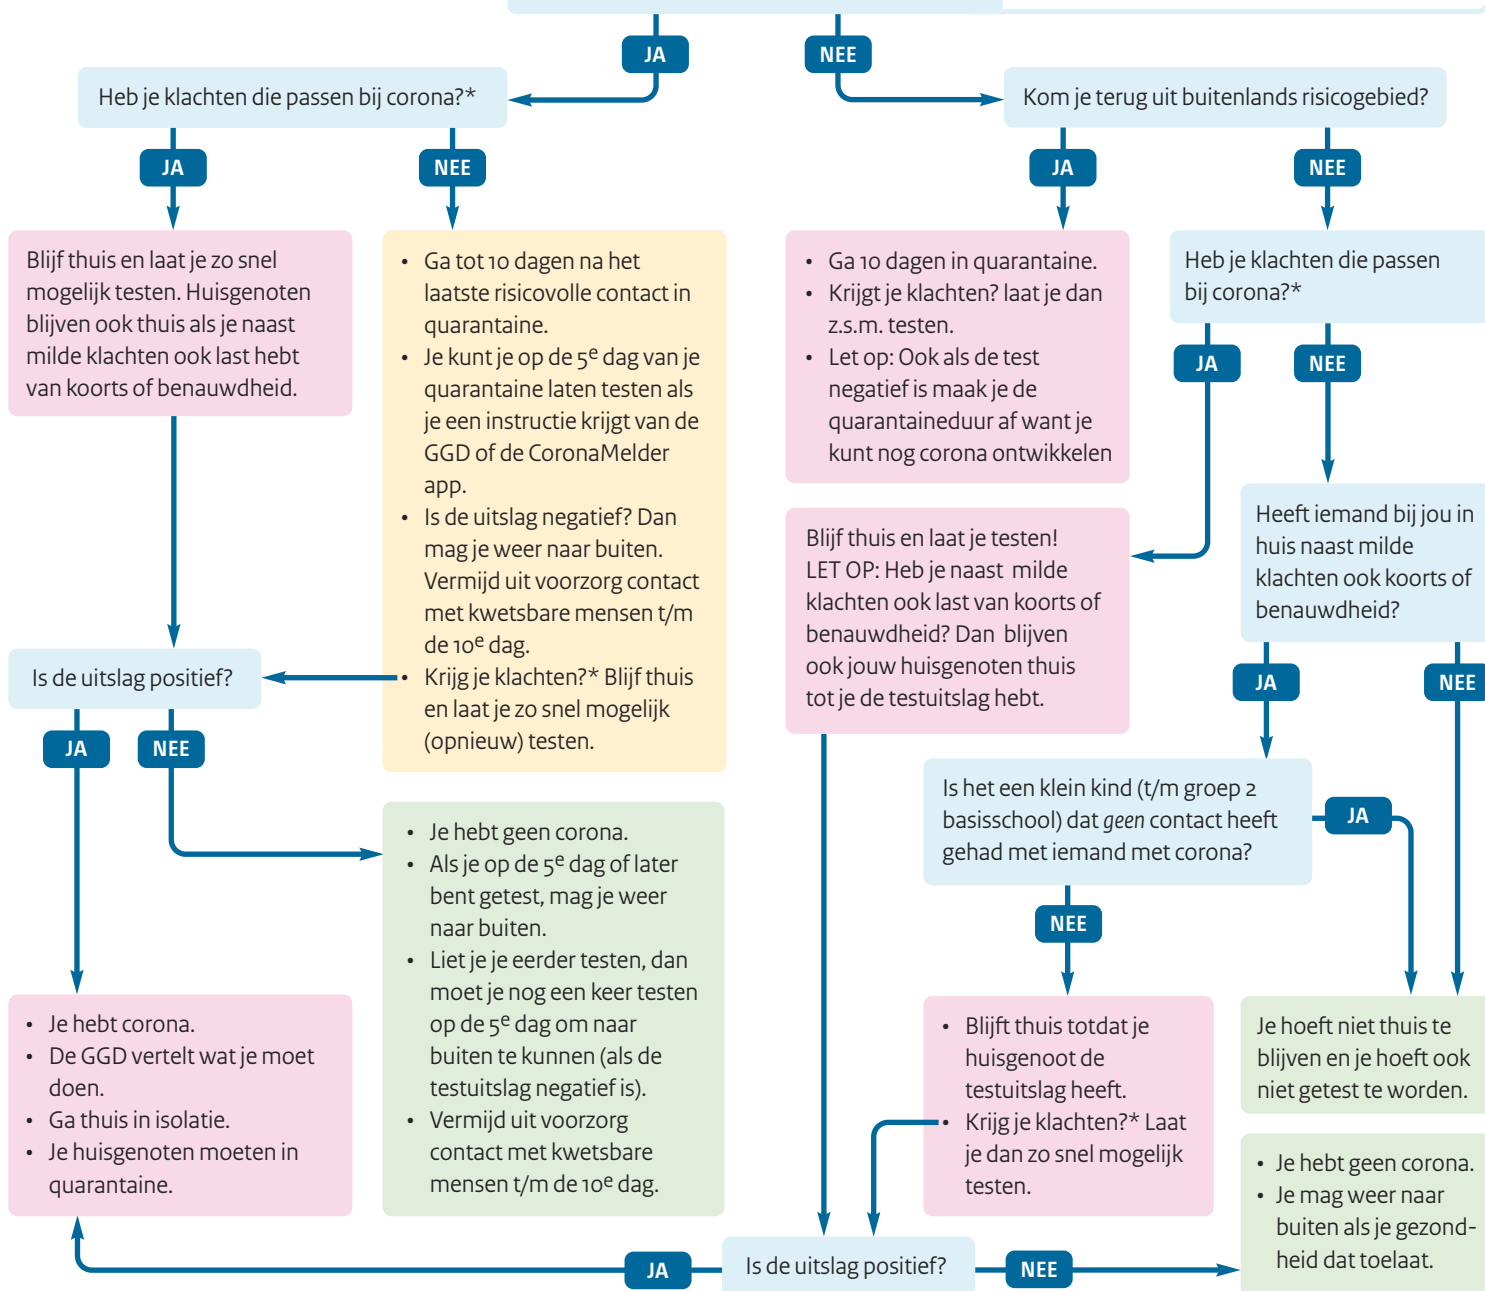 JA
NEE
Heb je klachten die passen bij corona?*
Kom je terug uit buitenlands risicogebied?
JA
NEE
JA
NEE
Blijf thuis en laat je zo snel
mogelijk testen. Huisgenoten
blijven ook thuis als je naast
milde klachten ook last hebt
van koorts of benauwdheid.
• Ga tot 10 dagen na het
laatste risicovolle contact in
quarantaine.
• Je kunt je op de 5e dag van je
quarantaine laten testen als
je een instructie krijgt van de
GGD of de CoronaMelder
app.
• Is de uitslag negatief? Dan
mag je weer naar buiten.
Vermijd uit voorzorg contact
met kwetsbare mensen t/m
de 10e dag.
• Krijg je klachten?* Blijf thuis
en laat je zo snel mogelijk
(opnieuw) testen.
• Ga 10 dagen in quarantaine.
• Krijgt je klachten? laat je dan
z.s.m. testen.
• Let op: Ook als de test
negatief is maak je de
quarantaineduur af want je
kunt nog corona ontwikkelen
Heb je klachten die passen
bij corona?*
JA
NEE
Blijf thuis en laat je testen!
LET OP: Heb je naast milde
klachten ook last van koorts of
benauwdheid? Dan blijven
ook jouw huisgenoten thuis
tot je de testuitslag hebt.
Heeft iemand bij jou in
huis naast milde
klachten ook koorts of
benauwdheid?
JA
NEE
Is de uitslag positief?
JA
NEE
Is het een klein kind (t/m groep 2
basisschool) dat geen contact heeft
gehad met iemand met corona?
JA
NEE
• Je hebt geen corona.
• Als je op de 5e dag of later
bent getest, mag je weer
naar buiten.
• Liet je je eerder testen, dan
moet je nog een keer testen
op de 5e dag om naar
buiten te kunnen (als de
testuitslag negatief is).
• Vermijd uit voorzorg
contact met kwetsbare
mensen t/m de 10e dag.
• Je hebt corona.
• De GGD vertelt wat je moet
doen.
• Ga thuis in isolatie.
• Je huisgenoten moeten in
quarantaine.
• Blijft thuis totdat je
huisgenoot de
testuitslag heeft.
• Krijg je klachten?* Laat
je dan zo snel mogelijk
testen.
Je hoeft niet thuis te
blijven en je hoeft ook
niet getest te worden.
• Je hebt geen corona.
• Je mag weer naar
buiten als je gezond-
heid dat toelaat.
JA
Is de uitslag positief?
NEE